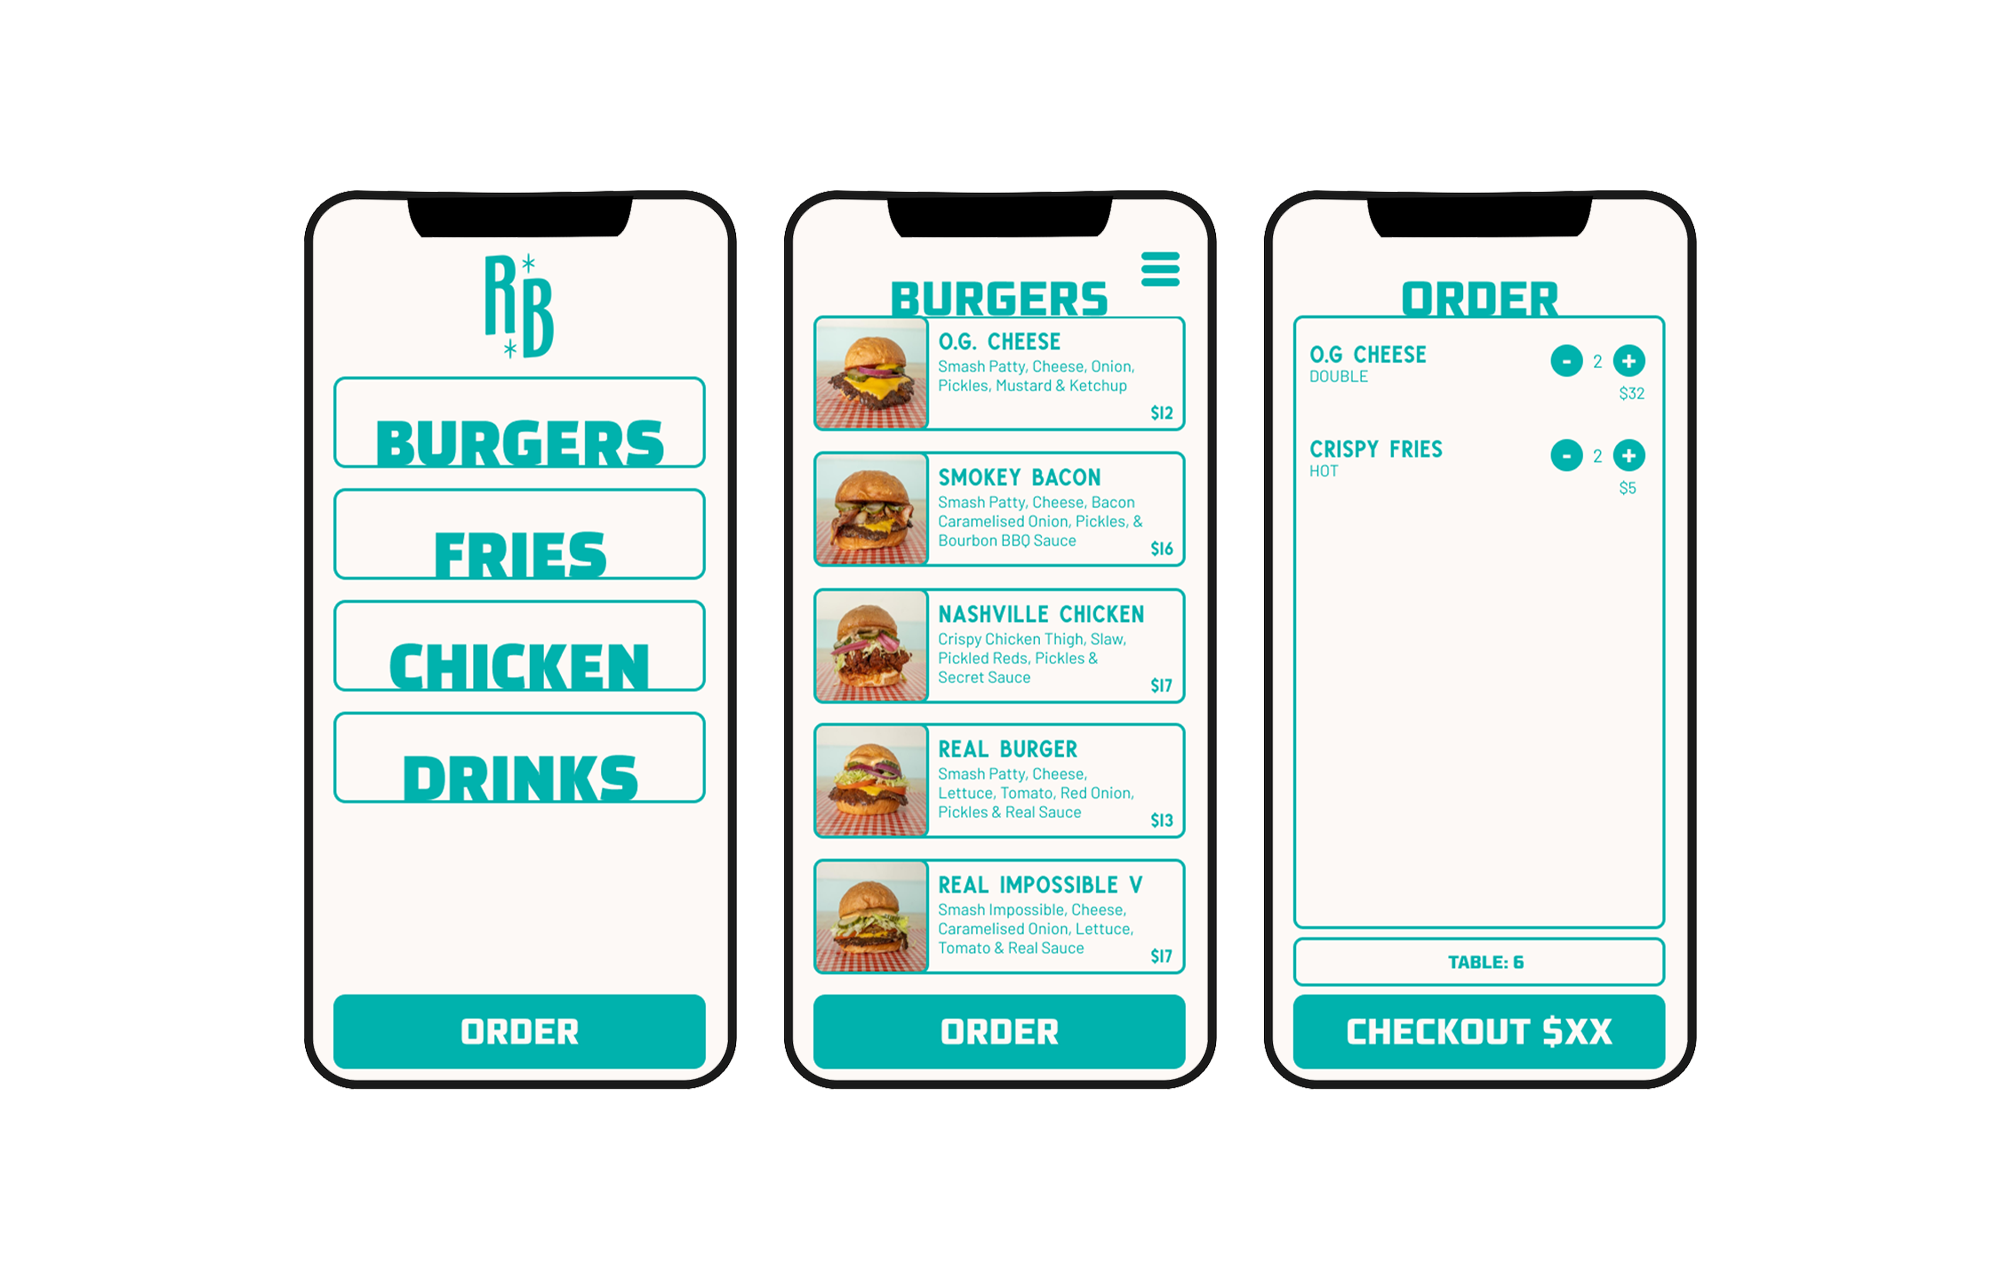 R B
BURGERS
FRIES
CHICKEN
DRINKS
ORDER
BURGERS
O.G. CHEESE
Smash Patty, Cheese, Onion,
Pickles, Mustard & Ketchup
$12
SMOKEY BACON
Smash Patty, Cheese, Bacon
Caramelised Onion, Pickles, &
Bourbon BBQ Sauce
$16
NASHVILLE CHICKEN
Crispy Chicken Thigh, Slaw,
Pickled Reds, Pickles &
Secret Sauce
$17
REAL BURGER
Smash Patty, Cheese,
Lettuce, Tomato, Red Onion,
Pickles & Real Sauce
$13
REAL IMPOSSIBLE V
Smash Impossible, Cheese,
Caramelised Onion, Lettuce,
Tomato & Real Sauce
$17
ORDER
ORDER
O.G CHEESE
- 2 +
DOUBLE
$32
CRISPY FRIES
- 2 +
HOT
$5
TABLE: 6
CHECKOUT $XX